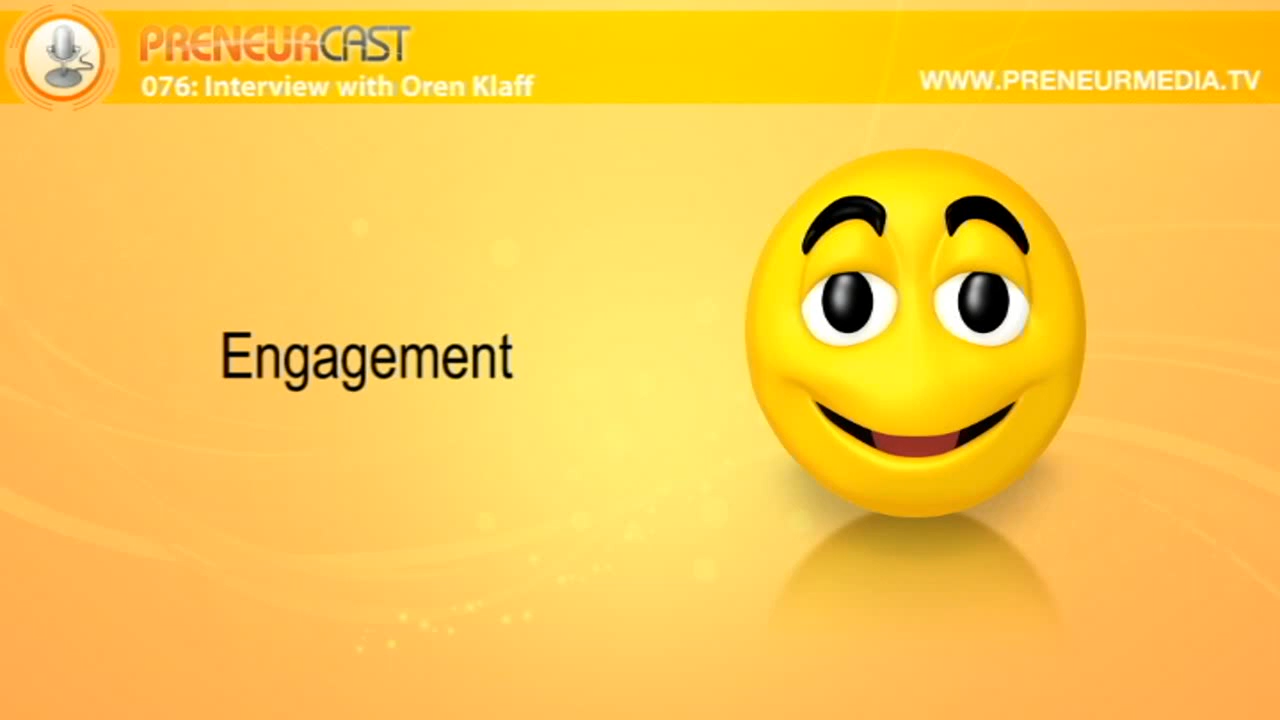 PRENEURCAST
076: Interview with Oren Klaff
WWW.PRENEURMEDIA.TV
Engagement